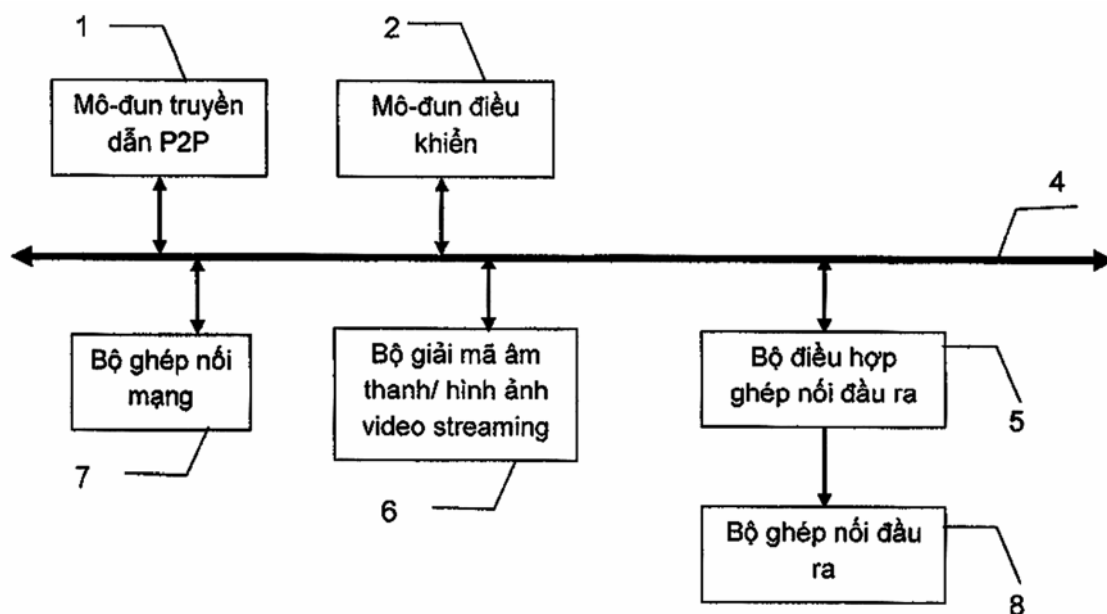 1
2
Mô-đun truyền
dẫn P2P
Mô-đun điều
khiển
4
Bộ ghép nối
mạng
7
Bộ giải mã âm
thanh/ hình ảnh
video streaming
6
Bộ điều hợp
ghép nối đầu ra
5
Bộ ghép nối đầu
ra
8